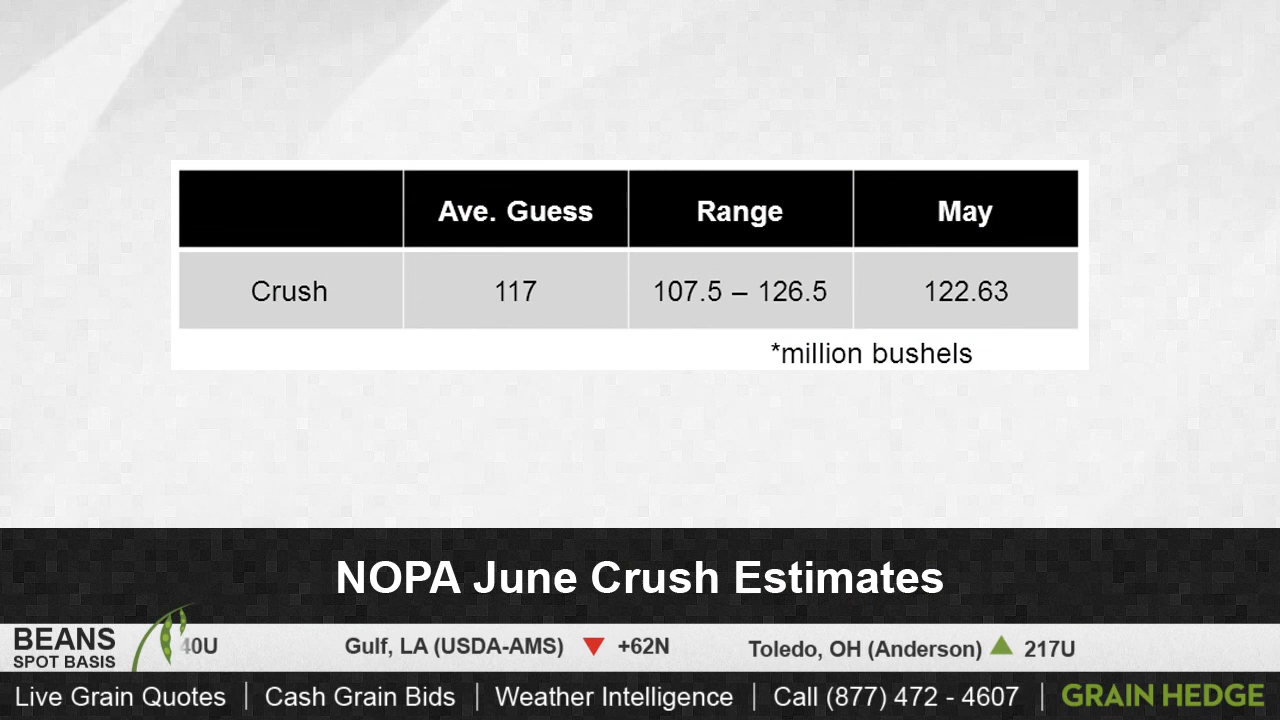 Ave. Guess Range May
Crush 117 107.5 – 126.5 122.63
*million bushels
NOPA June Crush Estimates
BEANS
SPOT BASIS
40U Gulf, LA (USDA-AMS) +62N Toledo, OH (Anderson) 217U
Live Grain Quotes | Cash Grain Bids | Weather Intelligence | Call (877) 472 - 4607 | GRAIN HEDGE